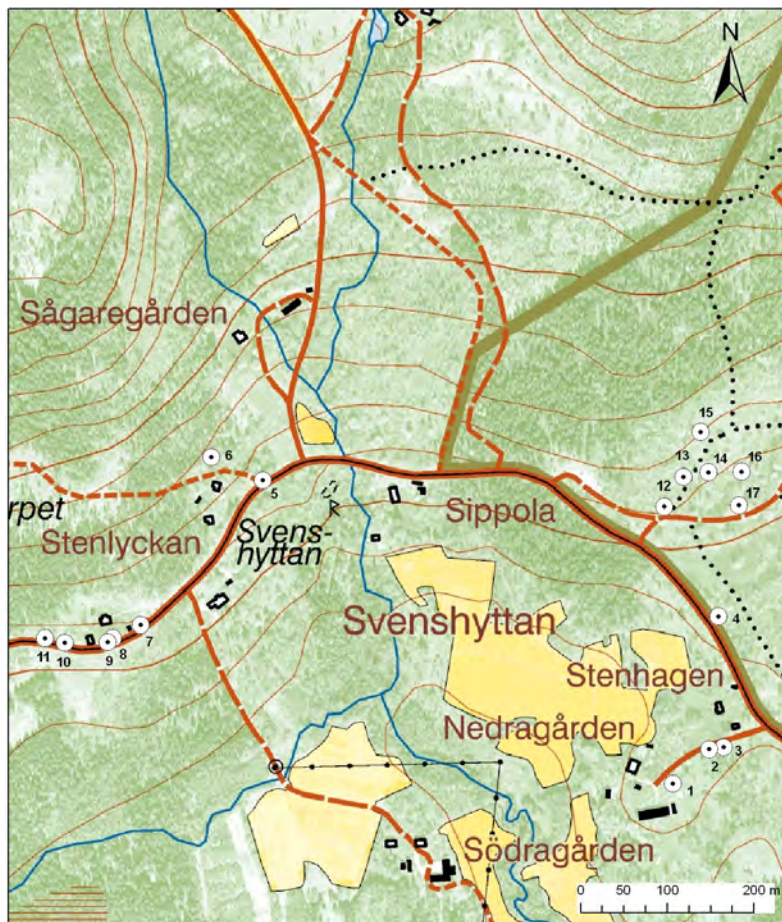 N
Sågaregården
15
6
13
14
16
5
12
17
rpet
Sippola
Stenlyckan
Svens-
hyttan
Svenshyttan
4
7
11
10
9
8
Stenhagen
Nedragården
2
3
1
Södragården
0 50 100 200 m